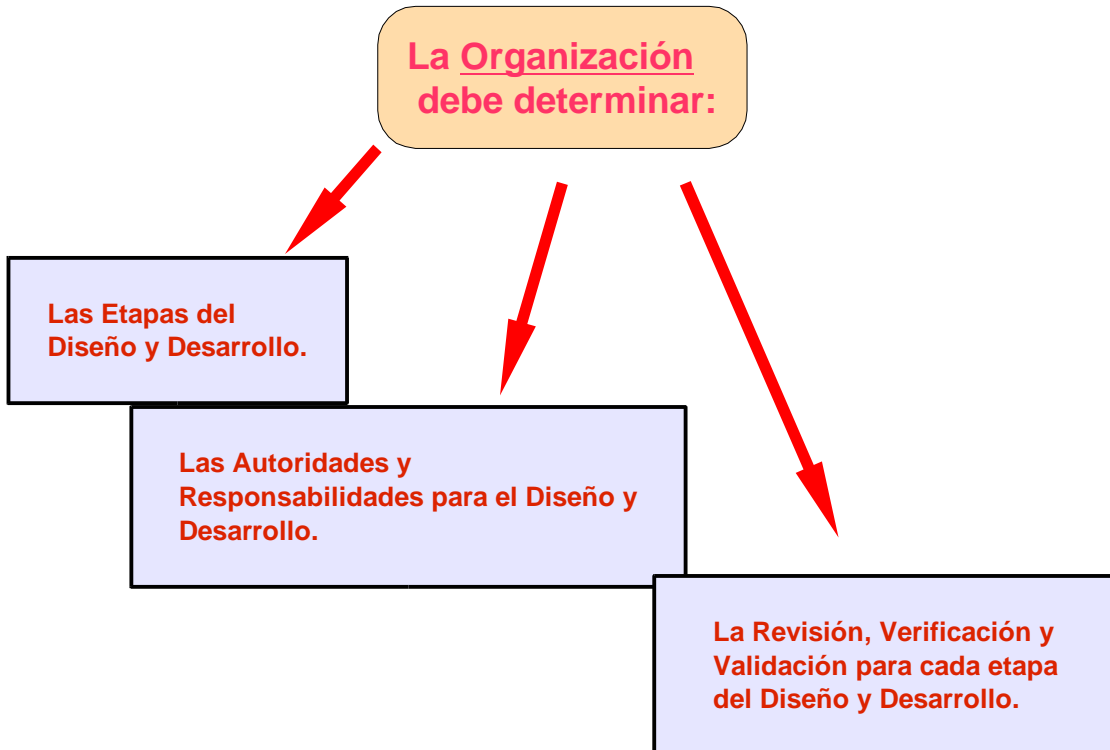 La Organización
debe determinar:
Las Etapas del
Diseño y Desarrollo.
Las Autoridades y
Responsabilidades para el Diseño y
Desarrollo.
La Revisión, Verificación y
Validación para cada etapa
del Diseño y Desarrollo.